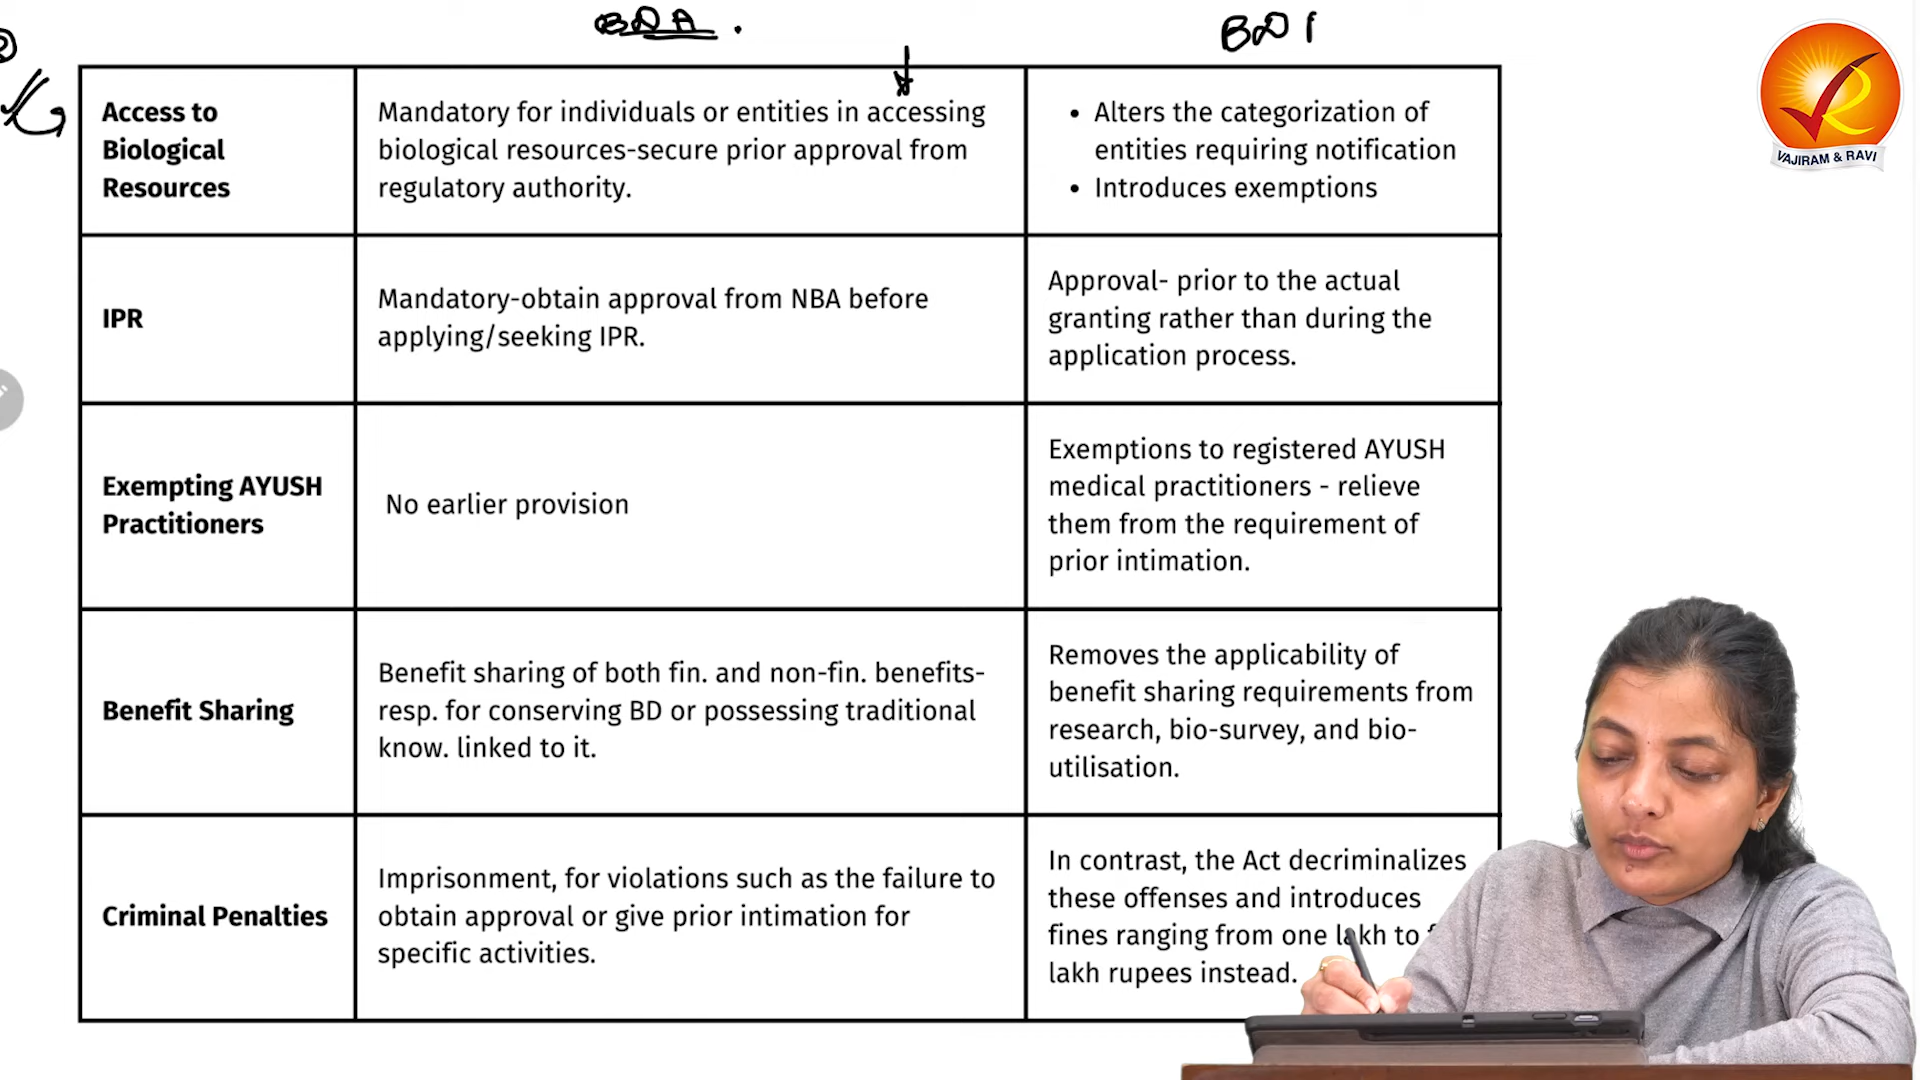 BDA.
BD
VAJIRAM & RAVI
Access to
Biological
Resources
Mandatory for individuals or entities in accessing
biological resources-secure prior approval from
regulatory authority.
• Alters the categorization of
entities requiring notification
• Introduces exemptions
IPR
Mandatory-obtain approval from NBA before
applying/seeking IPR.
Approval- prior to the actual
granting rather than during the
application process.
Exempting AYUSH
Practitioners
No earlier provision
Exemptions to registered AYUSH
medical practitioners - relieve
them from the requirement of
prior intimation.
Benefit Sharing
Benefit sharing of both fin. and non-fin. benefits-
resp. for conserving BD or possessing traditional
know. linked to it.
Removes the applicability of
benefit sharing requirements from
research, bio-survey, and bio-
utilisation.
Criminal Penalties
Imprisonment, for violations such as the failure to
obtain approval or give prior intimation for
specific activities.
In contrast, the Act decriminalizes
these offenses and introduces
fines ranging from one lakh to
lakh rupees instead.